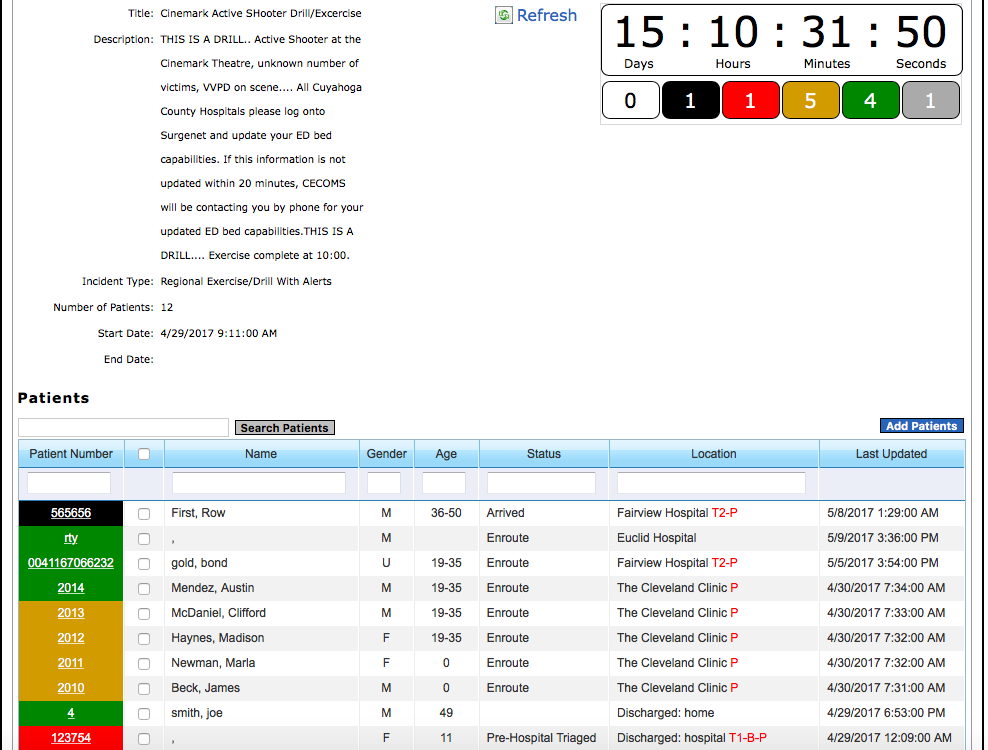 Title: Cinemark Active SHooter Drill/Excercise
Description: THIS IS A DRILL.. Active Shooter at the
Cinemark Theatre, unknown number of
victims, VVPD on scene.... All Cuyahoga
County Hospitals please log onto
Surgenet and update your ED bed
capabilities. If this information is not
updated within 20 minutes, CECOMS
will be contacting you by phone for your
updated ED bed capabilities.THIS IS A
DRILL.... Exercise complete at 10:00.
Incident Type: Regional Exercise/Drill With Alerts
Number of Patients: 12
Start Date: 4/29/2017 9:11:00 AM
End Date:
Refresh
15 : 10 : 31 : 50
Days Hours Minutes Seconds
0 1 1 5 4 1
Patients
Search Patients Add Patients
Patient Number Name Gender Age Status Location Last Updated
565656 First, Row M 36-50 Arrived Fairview Hospital T2-P 5/8/2017 1:29:00 AM
rty , M Enroute Euclid Hospital 5/9/2017 3:36:00 PM
0041167066232 gold, bond U 19-35 Enroute Fairview Hospital T2-P 5/5/2017 3:54:00 PM
2014 Mendez, Austin M 19-35 Enroute The Cleveland Clinic P 4/30/2017 7:34:00 AM
2013 McDaniel, Clifford M 19-35 Enroute The Cleveland Clinic P 4/30/2017 7:33:00 AM
2012 Haynes, Madison F 19-35 Enroute The Cleveland Clinic P 4/30/2017 7:32:00 AM
2011 Newman, Marla F 0 Enroute The Cleveland Clinic P 4/30/2017 7:32:00 AM
2010 Beck, James M 0 Enroute The Cleveland Clinic P 4/30/2017 7:31:00 AM
4 smith, joe M 49 Discharged: home 4/29/2017 6:53:00 PM
123754 , F 11 Pre-Hospital Triaged Discharged: hospital T1-B-P 4/29/2017 12:09:00 AM